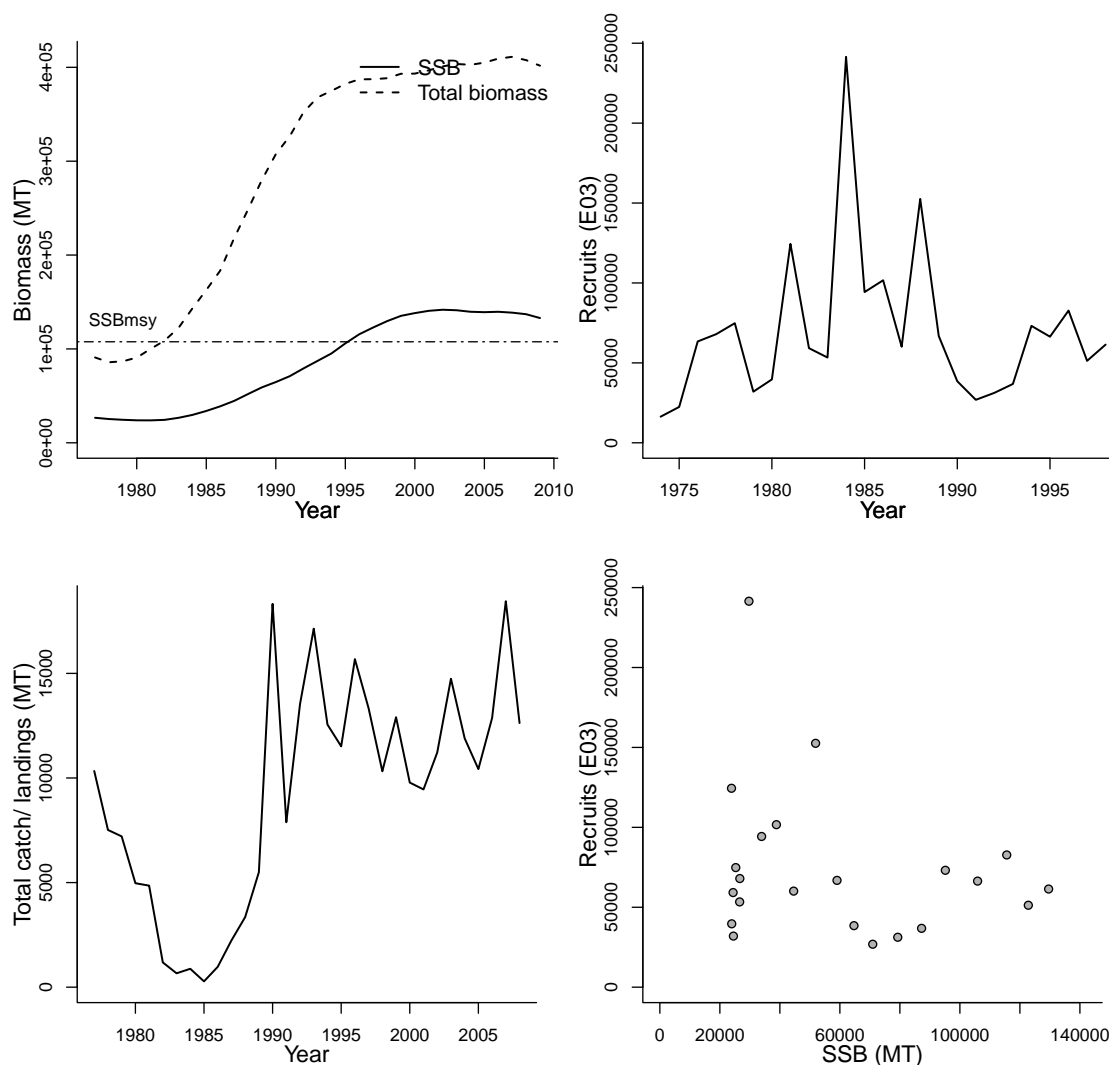 SSB
Total biomass
SSBmsy
Biomass (MT)
0e+00 1e+05 2e+05 3e+05 4e+05
1980 1985 1990 1995 2000 2005 2010
Year
Recruits (E03)
0 50000 100000 150000 200000 250000
1975 1980 1985 1990 1995
Year
Total catch/ landings (MT)
0 5000 10000 15000
1980 1985 1990 1995 2000 2005
Year
Recruits (E03)
0 50000 100000 150000 200000 250000
0 20000 60000 100000 140000
SSB (MT)